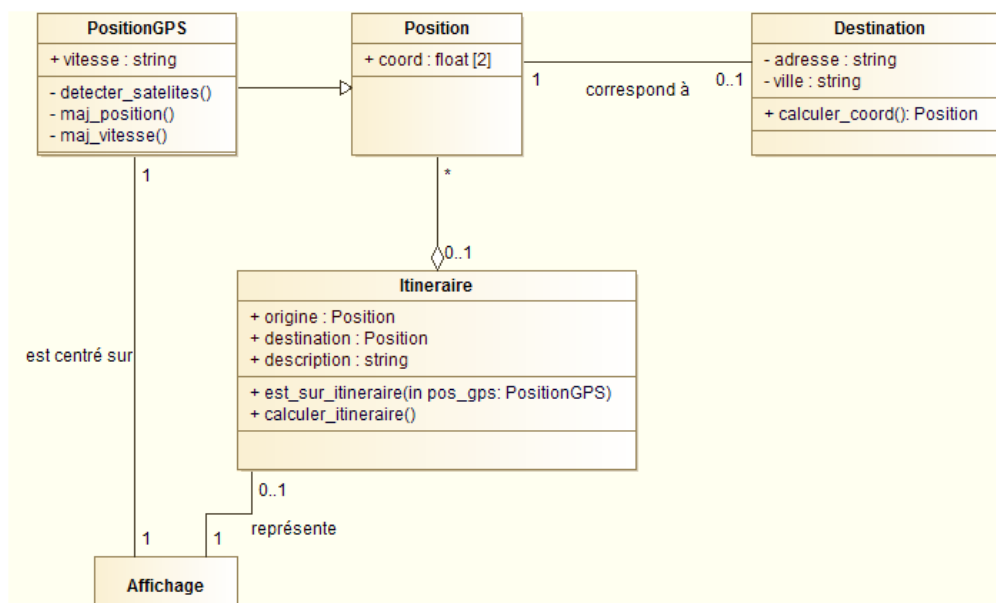 PositionGPS
+ vitesse : string
- detecter_satelites()
- maj_position()
- maj_vitesse()
Position
+ coord : float [2]
Destination
- adresse : string
- ville : string
+ calculer_coord(): Position
1
correspond à
0..1
1
*
0..1
Itineraire
+ origine : Position
+ destination : Position
+ description : string
+ est_sur_itineraire(in pos_gps: PositionGPS)
+ calculer_itineraire()
est centré sur
0..1
représente
1
1
Affichage